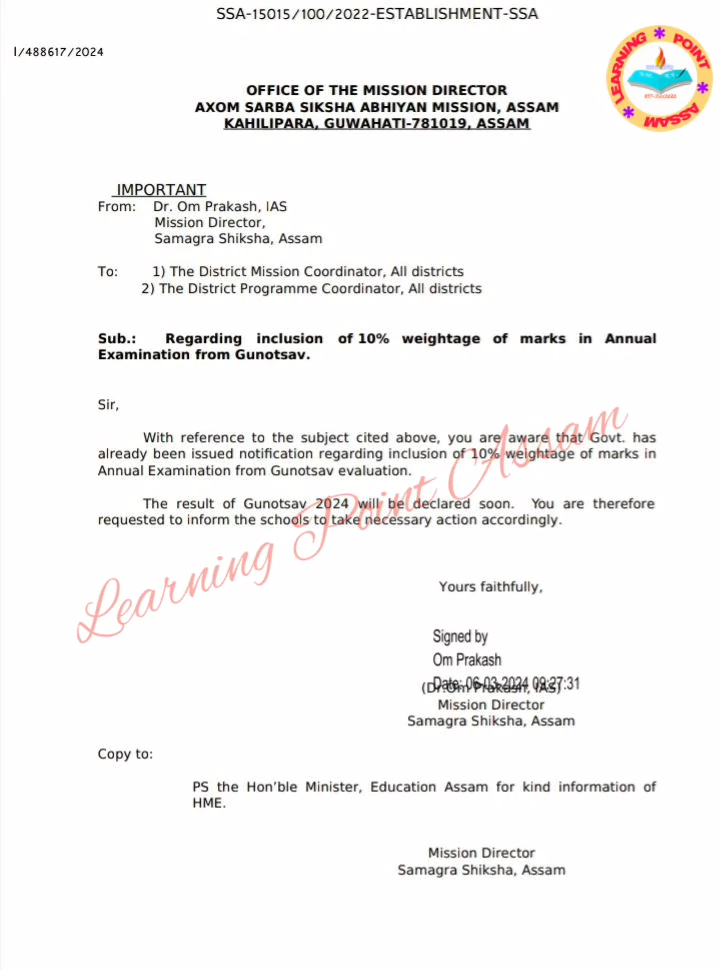 SSA-15015/100/2022-ESTABLISHMENT-SSA
I/488617/2024
LEARNING POINT ASSAM
OFFICE OF THE MISSION DIRECTOR
AXOM SARBA SIKSHA ABHIYAN MISSION, ASSAM
KAHILIPARA, GUWAHATI-781019, ASSAM
IMPORTANT
From: Dr. Om Prakash, IAS
Mission Director,
Samagra Shiksha, Assam
To: 1) The District Mission Coordinator, All districts
2) The District Programme Coordinator, All districts
Sub.: Regarding inclusion of 10% weightage of marks in Annual
Examination from Gunotsav.
Sir,
With reference to the subject cited above, you are aware that Govt. has
already been issued notification regarding inclusion of 10% weightage of marks in
Annual Examination from Gunotsav evaluation.
The result of Gunotsav 2024 will be declared soon. You are therefore
requested to inform the schools to take necessary action accordingly.
Learning Point Assam
Yours faithfully,
Signed by
Om Prakash
Date: 06-03-2024 09:27:31
(Dr.Om Prakash, IAS)
Mission Director
Samagra Shiksha, Assam
Copy to:
PS the Hon'ble Minister, Education Assam for kind information of
HME.
Mission Director
Samagra Shiksha, Assam